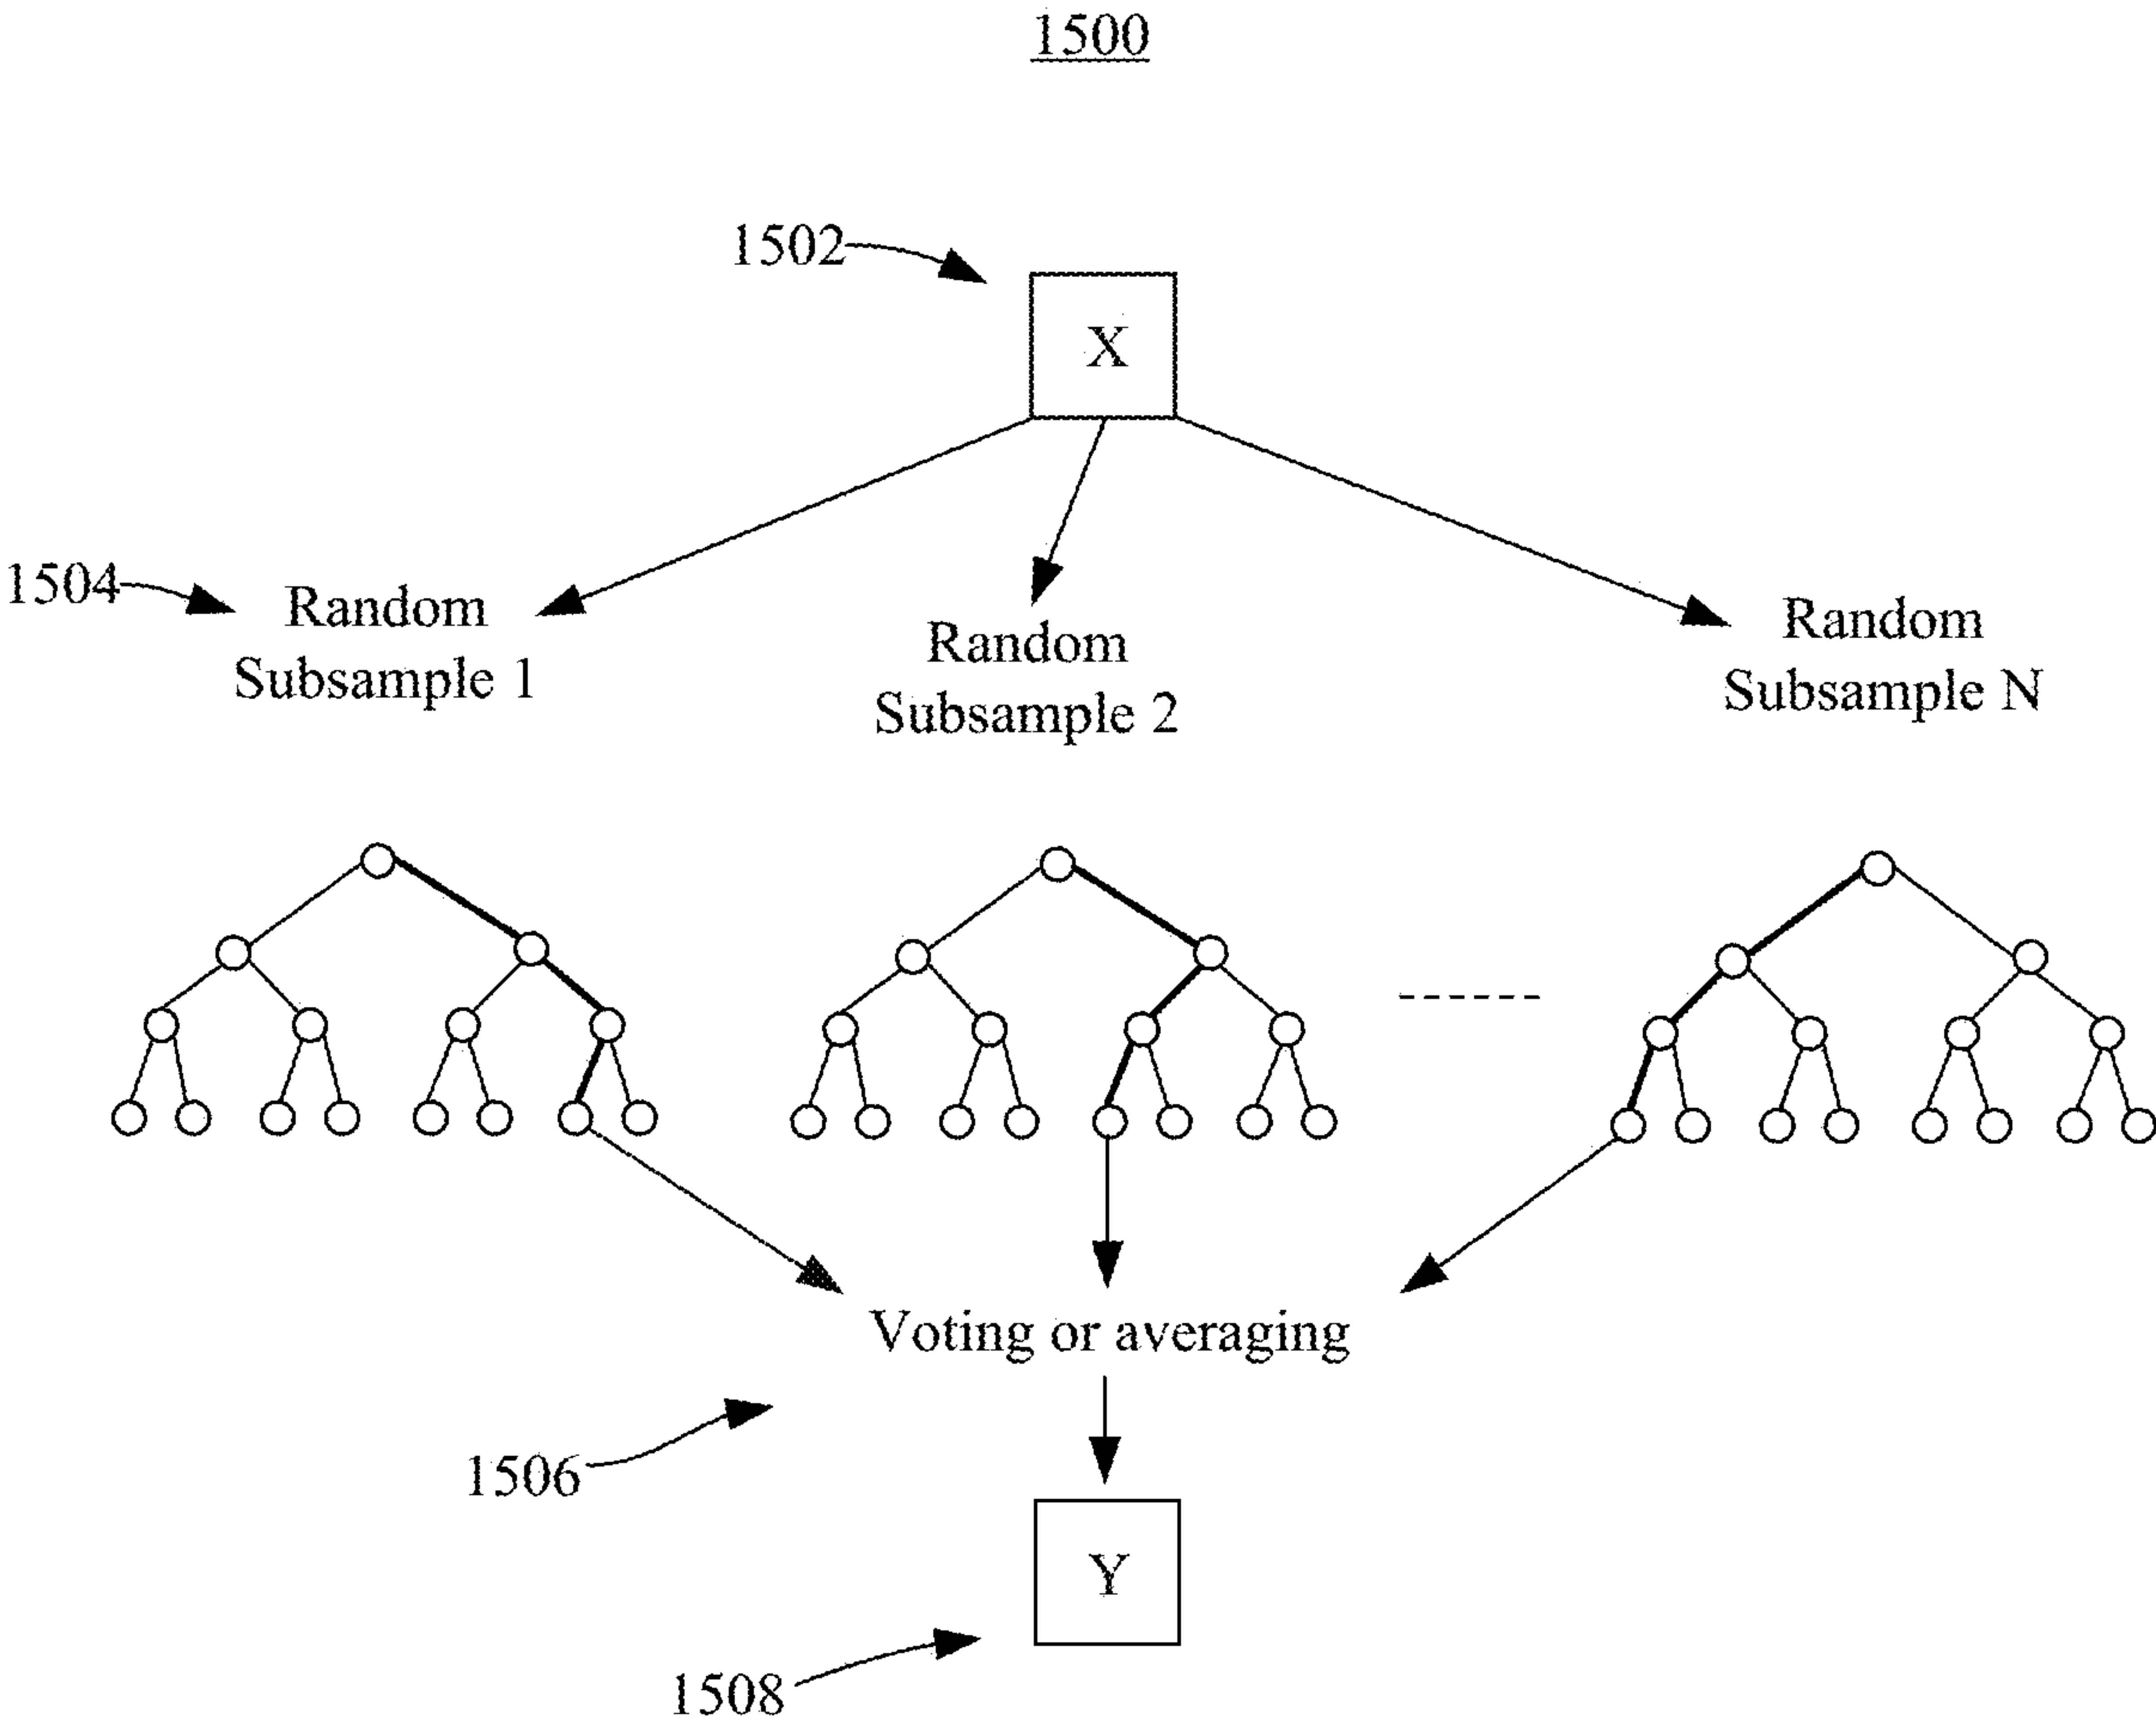 1500
1502
X
1504
Random
Subsample 1
Random
Subsample 2
Random
Subsample N
Voting or averaging
1506
Y
1508